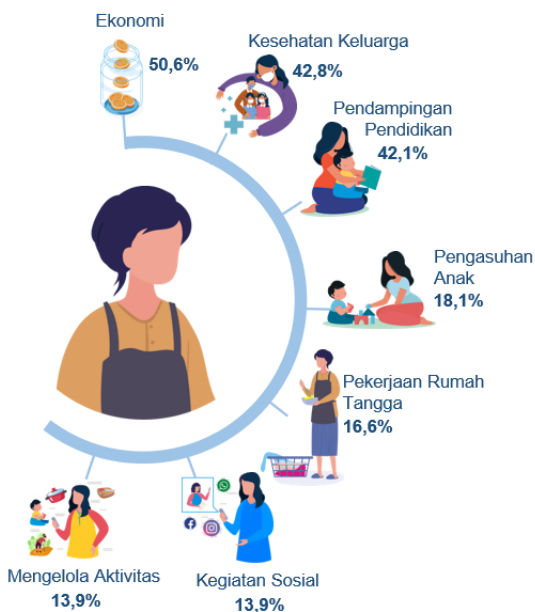 Ekonomi
50,6%
Kesehatan Keluarga
42,8%
Pendampingan
Pendidikan
42,1%
Pengasuhan
Anak
18,1%
Pekerjaan Rumah
Tangga
16,6%
Kegiatan Sosial
13,9%
Mengelola Aktivitas
13,9%